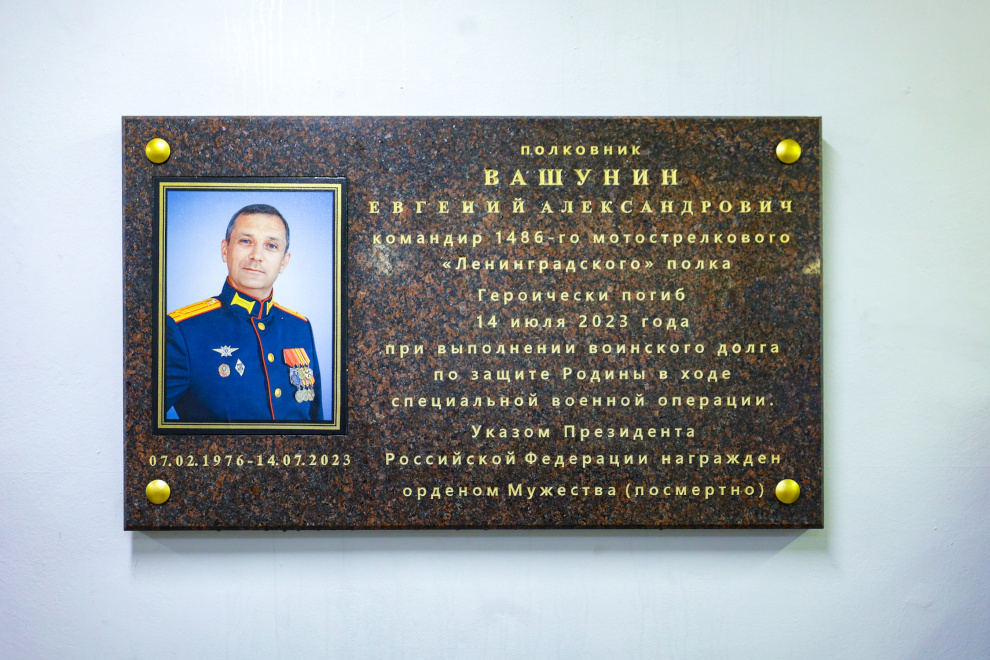 полковник
ВАШУНИН
ЕВГЕНИЙ АЛЕКСАНДРОВИЧ
командир 1486-го мотострелкового
«Ленинградского» полка
Героически погиб
14 июля 2023 года
при выполнении воинского долга
по защите Родины в ходе
специальной военной операции.
Указом Президента
Российской Федерации награжден
орденом Мужества (посмертно)
07.02.1976-14.07.2023